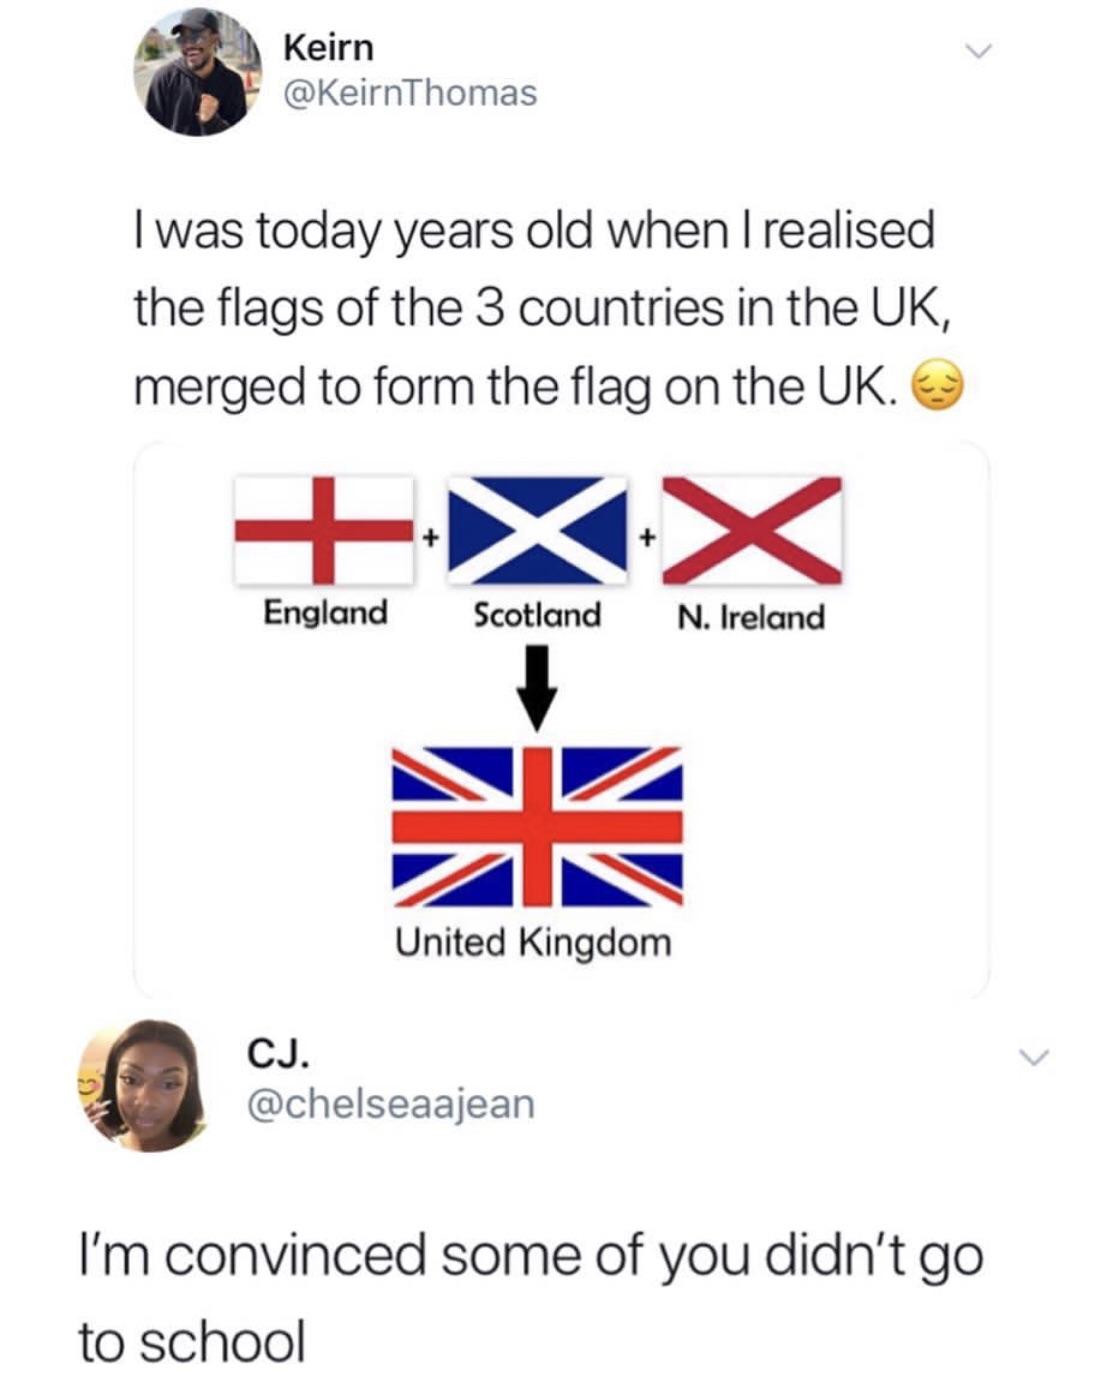 Keirn
@KeirnThomas
I was today years old when I realised
the flags of the 3 countries in the UK,
merged to form the flag on the UK. 😔
England + Scotland + N. Ireland
United Kingdom
CJ.
@chelseaajean
I'm convinced some of you didn't go
to school